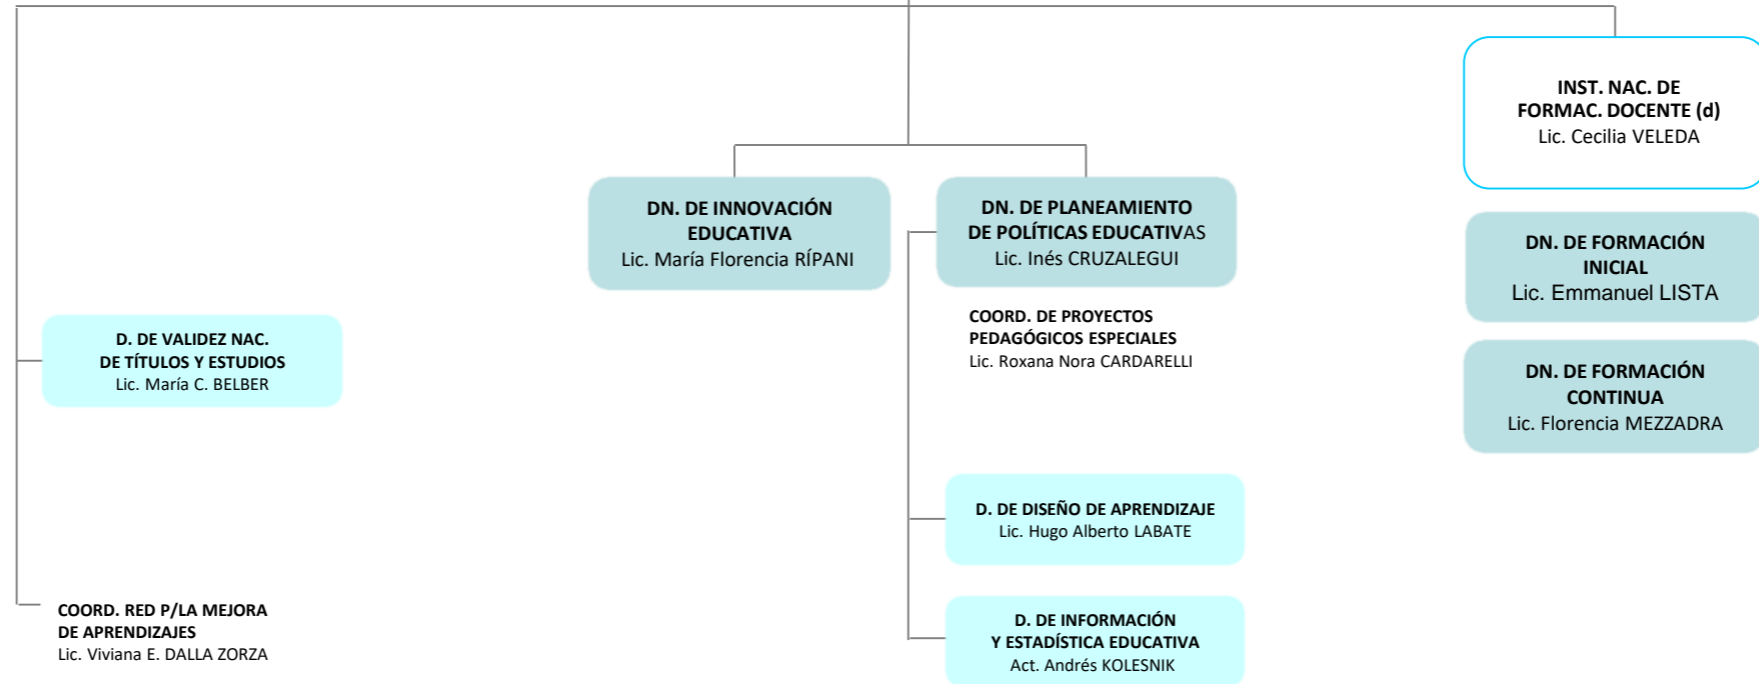 INST. NAC. DE
FORMAC. DOCENTE (d)
Lic. Cecilia VELEDA
DN. DE INNOVACIÓN
EDUCATIVA
Lic. María Florencia RÍPANI
DN. DE PLANEAMIENTO
DE POLÍTICAS EDUCATIVAS
Lic. Inés CRUZALEGUI
DN. DE FORMACIÓN
INICIAL
Lic. Emmanuel LISTA
COORD. DE PROYECTOS
PEDAGÓGICOS ESPECIALES
Lic. Roxana Nora CARDARELLI
D. DE VALIDEZ NAC.
DE TÍTULOS Y ESTUDIOS
Lic. María C. BELBER
DN. DE FORMACIÓN
CONTINUA
Lic. Florencia MEZZADRA
D. DE DISEÑO DE APRENDIZAJE
Lic. Hugo Alberto LABATE
COORD. RED P/LA MEJORA
DE APRENDIZAJES
Lic. Viviana E. DALLA ZORZA
D. DE INFORMACIÓN
Y ESTADÍSTICA EDUCATIVA
Act. Andrés KOLESNIK